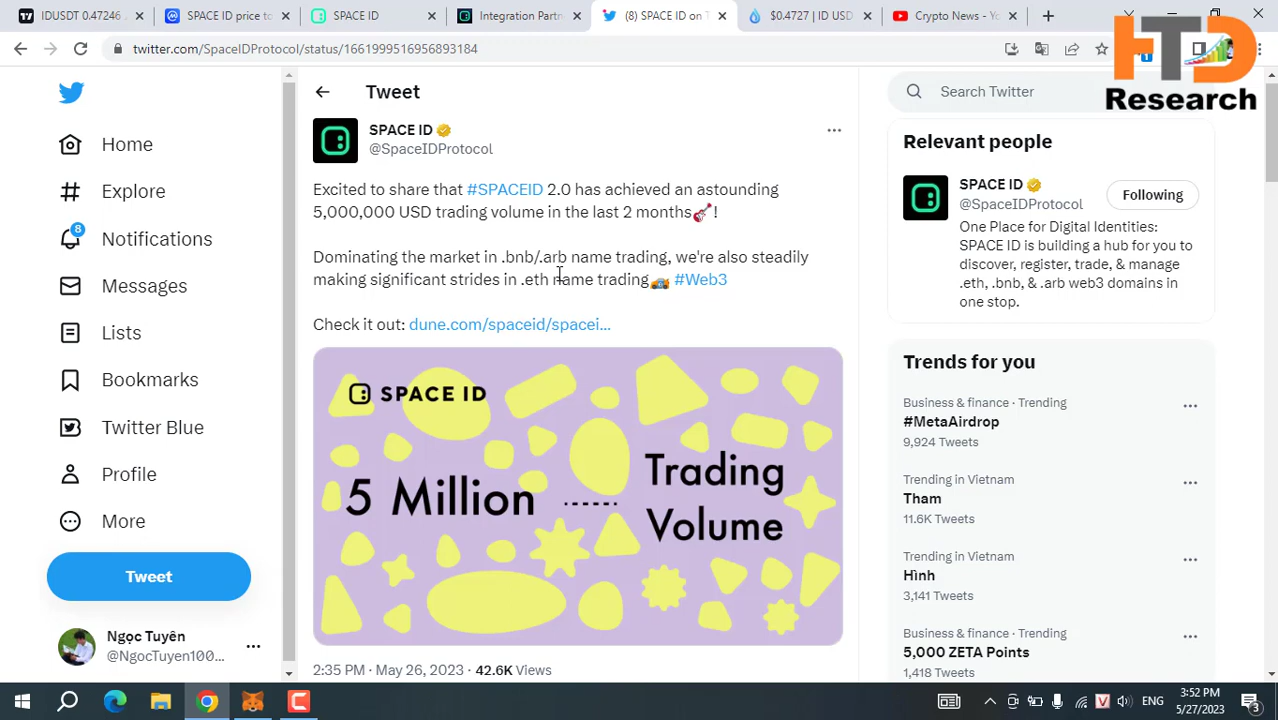 IDUSDT 0.47246
SPACE ID price to
SPACE ID
Integration Partn
(8) SPACE ID on T
$0.4727 | ID USD
Crypto News - Yo
twitter.com/SpaceIDProtocol/status/1661999516956893184
HTD
Research
Home
Explore
8
Notifications
Messages
Lists
Bookmarks
Twitter Blue
Profile
More
Tweet
Ngọc Tuyên
@NgocTuyen100...
Tweet
SPACE ID
@SpaceIDProtocol
Excited to share that #SPACEID 2.0 has achieved an astounding
5,000,000 USD trading volume in the last 2 months🎸!
Dominating the market in .bnb/.arb name trading, we're also steadily
making significant strides in .eth name trading🚙 #Web3
Check it out: dune.com/spaceid/spacei...
SPACE ID
5 Million ------ Trading
Volume
2:35 PM · May 26, 2023 · 42.6K Views
Search Twitter
Relevant people
SPACE ID
@SpaceIDProtocol
Following
One Place for Digital Identities:
SPACE ID is building a hub for you to
discover, register, trade, & manage
.eth, .bnb, & .arb web3 domains in
one stop.
Trends for you
Business & finance · Trending
#MetaAirdrop
9,924 Tweets
Trending in Vietnam
Tham
11.6K Tweets
Trending in Vietnam
Hình
3,141 Tweets
Business & finance · Trending
5,000 ZETA Points
1,418 Tweets
V
ENG
3:52 PM
5/27/2023
3